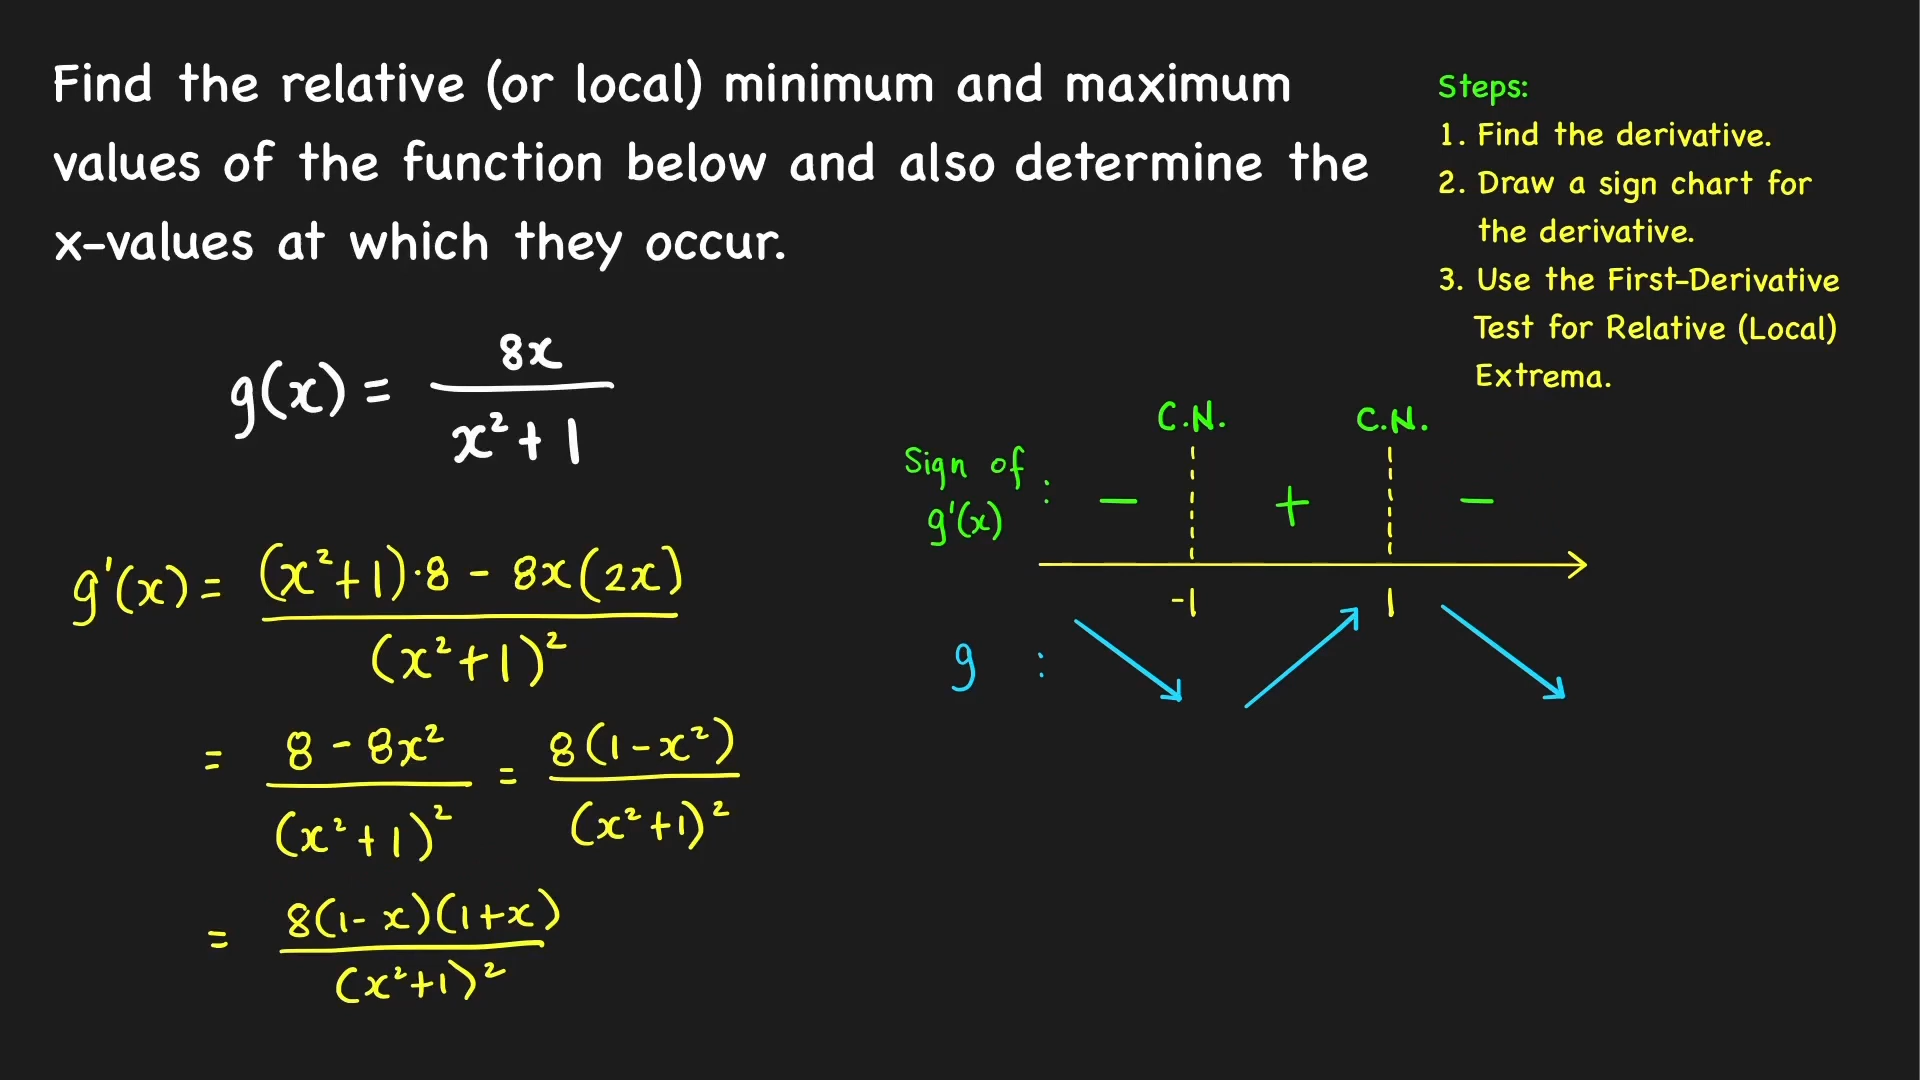 Find the relative (or local) minimum and maximum
values of the function below and also determine the
x-values at which they occur.
Steps:
1. Find the derivative.
2. Draw a sign chart for
the derivative.
3. Use the First-Derivative
Test for Relative (Local)
Extrema.
g(x) = 8x / x²+1
g'(x) = (x²+1)·8 - 8x(2x) / (x²+1)²
= 8 - 8x² / (x²+1)² = 8(1-x²) / (x²+1)²
= 8(1-x)(1+x) / (x²+1)²
C.N. C.N.
Sign of
g'(x) : - + -
-1 1
g :